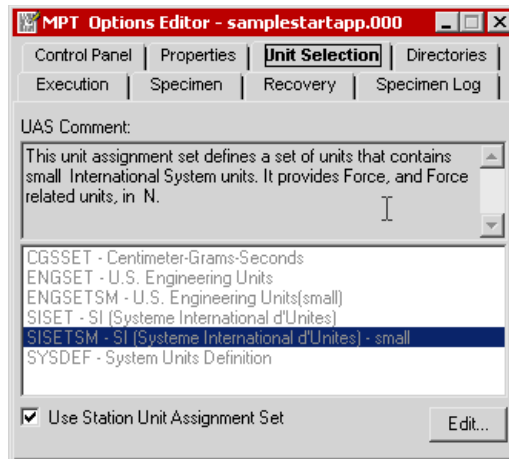 MPT Options Editor - samplestartapp.000
Control Panel Properties Unit Selection Directories
Execution Specimen Recovery Specimen Log
UAS Comment:
This unit assignment set defines a set of units that contains
small International System units. It provides Force, and Force
related units, in N.
CGSSET - Centimeter-Grams-Seconds
ENGSET - U.S. Engineering Units
ENGSETSM - U.S. Engineering Units(small)
SISET - SI (Systeme International d'Unites)
SISETSM - SI (Systeme International d'Unites) - small
SYSDEF - System Units Definition
Use Station Unit Assignment Set
Edit...